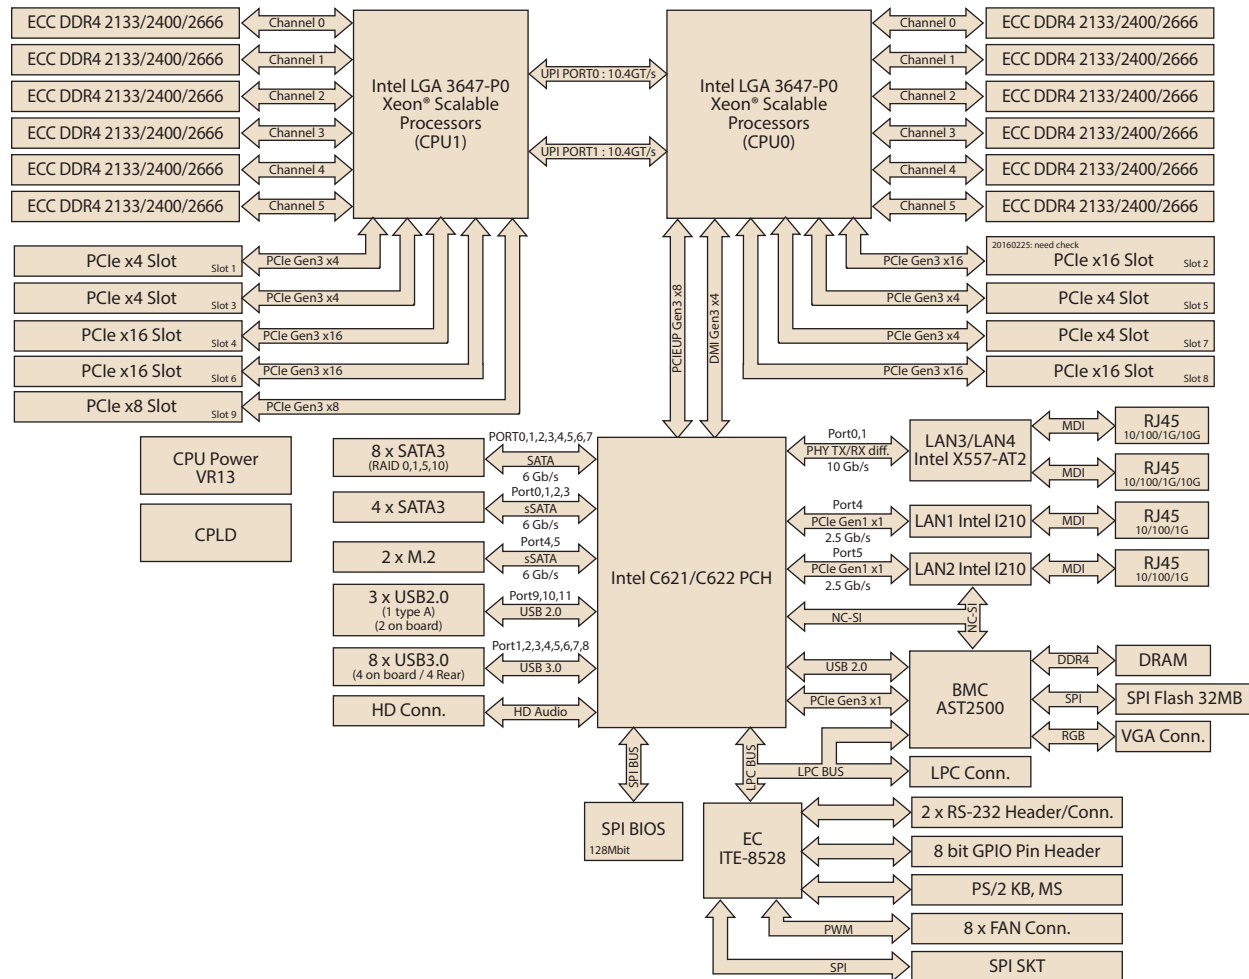 ECC DDR4 2133/2400/2666
Channel 0
ECC DDR4 2133/2400/2666
Channel 1
ECC DDR4 2133/2400/2666
Channel 2
ECC DDR4 2133/2400/2666
Channel 3
ECC DDR4 2133/2400/2666
Channel 4
ECC DDR4 2133/2400/2666
Channel 5
Intel LGA 3647-P0
Xeon® Scalable
Processors
(CPU1)
UPI PORT0 : 10.4GT/s
UPI PORT1 : 10.4GT/s
Intel LGA 3647-P0
Xeon® Scalable
Processors
(CPU0)
Channel 0
ECC DDR4 2133/2400/2666
Channel 1
ECC DDR4 2133/2400/2666
Channel 2
ECC DDR4 2133/2400/2666
Channel 3
ECC DDR4 2133/2400/2666
Channel 4
ECC DDR4 2133/2400/2666
Channel 5
ECC DDR4 2133/2400/2666
PCIe x4 Slot
Slot 1
PCIe Gen3 x4
PCIe x4 Slot
Slot 3
PCIe Gen3 x4
PCIe x16 Slot
Slot 4
PCIe Gen3 x16
PCIe x16 Slot
Slot 6
PCIe Gen3 x16
PCIe x8 Slot
Slot 9
PCIe Gen3 x8
PCIEUP Gen3 x8
DMI Gen3 x4
PCIe Gen3 x16
20160225: need check
PCIe x16 Slot
Slot 2
PCIe Gen3 x4
PCIe x4 Slot
Slot 5
PCIe Gen3 x4
PCIe x4 Slot
Slot 7
PCIe Gen3 x16
PCIe x16 Slot
Slot 8
CPU Power
VR13
CPLD
8 x SATA3
(RAID 0,1,5,10)
PORT0,1,2,3,4,5,6,7
SATA
6 Gb/s
4 x SATA3
Port0,1,2,3
sSATA
6 Gb/s
2 x M.2
Port4,5
sSATA
6 Gb/s
3 x USB2.0
(1 type A)
(2 on board)
Port9,10,11
USB 2.0
8 x USB3.0
(4 on board / 4 Rear)
Port1,2,3,4,5,6,7,8
USB 3.0
HD Conn.
HD Audio
Intel C621/C622 PCH
Port0,1
PHY TX/RX diff.
10 Gb/s
LAN3/LAN4
Intel X557-AT2
MDI
RJ45
10/100/1G/10G
MDI
RJ45
10/100/1G/10G
Port4
PCIe Gen1 x1
2.5 Gb/s
LAN1 Intel I210
MDI
RJ45
10/100/1G
Port5
PCIe Gen1 x1
2.5 Gb/s
LAN2 Intel I210
MDI
RJ45
10/100/1G
NC-SI
NC-SI
USB 2.0
PCIe Gen3 x1
BMC
AST2500
DDR4
DRAM
SPI
SPI Flash 32MB
RGB
VGA Conn.
SPI BUS
LPC BUS
LPC BUS
LPC Conn.
SPI BIOS
128Mbit
EC
ITE-8528
2 x RS-232 Header/Conn.
8 bit GPIO Pin Header
PS/2 KB, MS
PWM
8 x FAN Conn.
SPI
SPI SKT